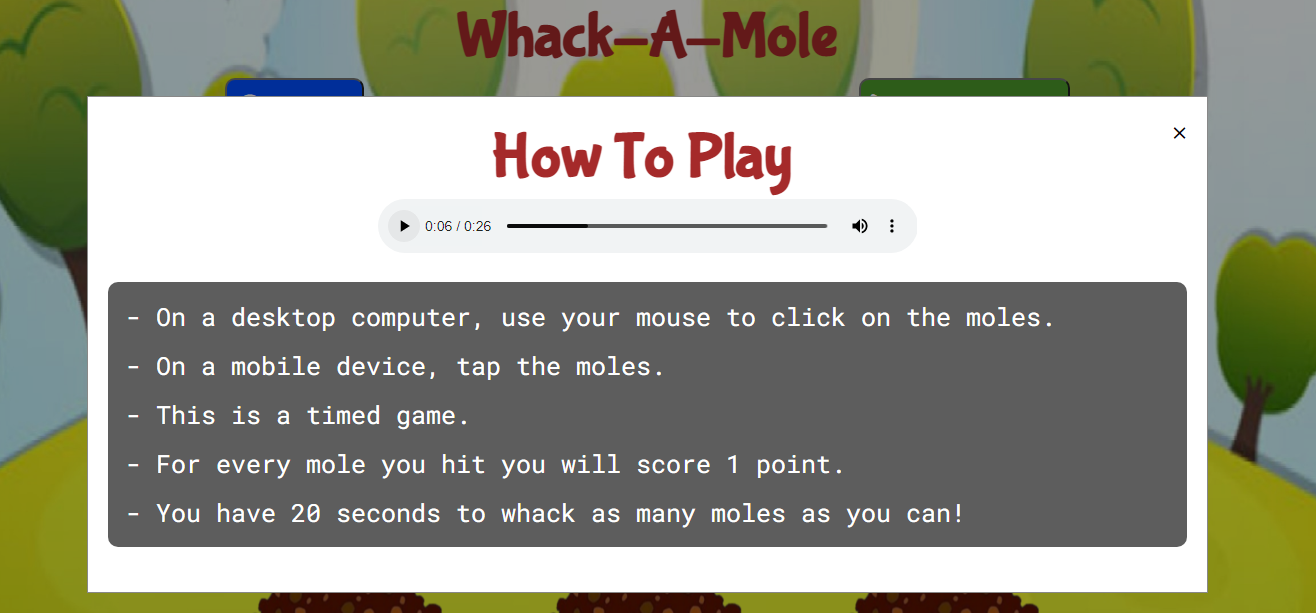 Whack-A-Mole
How To Play
0:06 / 0:26
- On a desktop computer, use your mouse to click on the moles.
- On a mobile device, tap the moles.
- This is a timed game.
- For every mole you hit you will score 1 point.
- You have 20 seconds to whack as many moles as you can!